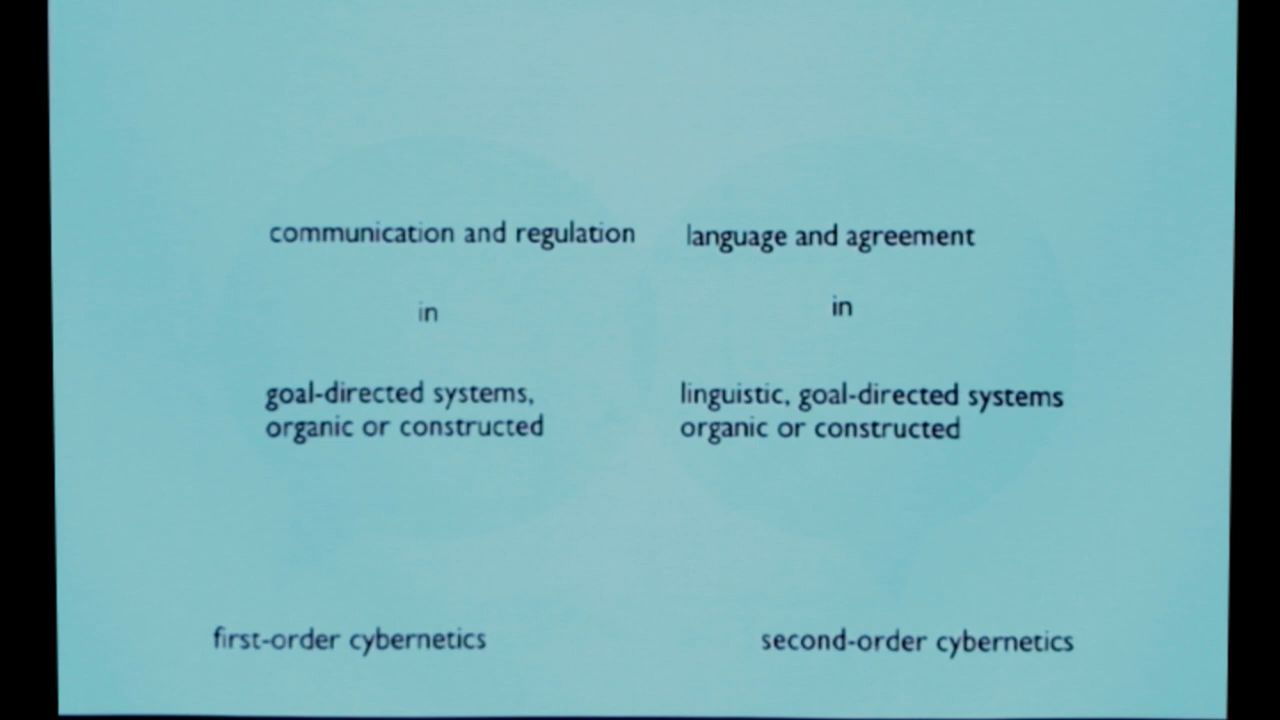 communication and regulation
in
goal-directed systems,
organic or constructed
first-order cybernetics
language and agreement
in
linguistic, goal-directed systems
organic or constructed
second-order cybernetics